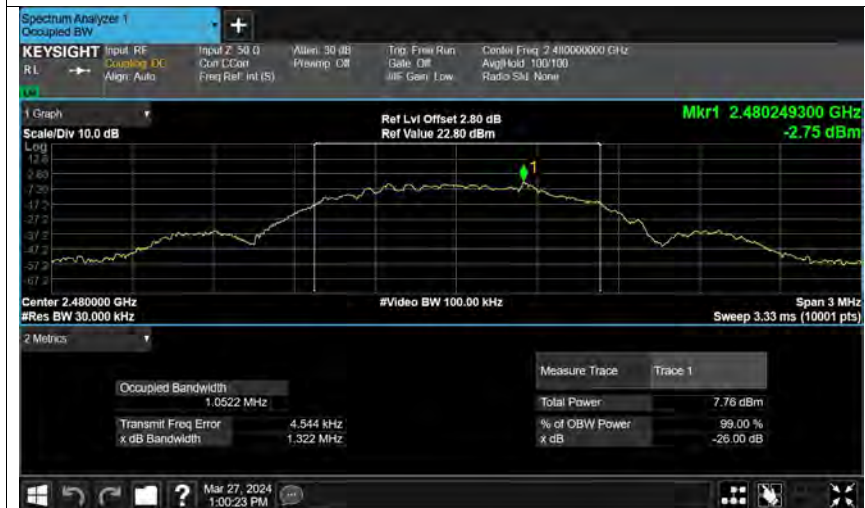 Spectrum Analyzer 1
Occupied BW
KEYSIGHT Input: RF Input Z: 50 Ω Atten: 30 dB Trig: Free Run Center Freq: 2.480000000 GHz
RL Coupling: DC Corr CCorr Preamp: Off Gate: Off Avg|Hold: 100/100
Align: Auto Freq Ref: Int (S) #IF Gain: Low Radio Std: None
1 Graph
Scale/Div 10.0 dB
Ref Lvl Offset 2.80 dB
Ref Value 22.80 dBm
Mkr1 2.480249300 GHz
-2.75 dBm
Log
12.8
2.80
-7.20
-17.2
-27.2
-37.2
-47.2
-57.2
-67.2
1
Center 2.480000 GHz #Video BW 100.00 kHz Span 3 MHz
#Res BW 30.000 kHz Sweep 3.33 ms (10001 pts)
2 Metrics
Measure Trace Trace 1
Occupied Bandwidth
1.0522 MHz
Total Power 7.76 dBm
Transmit Freq Error 4.544 kHz % of OBW Power 99.00 %
x dB Bandwidth 1.322 MHz x dB -26.00 dB
? Mar 27, 2024
1:00:23 PM